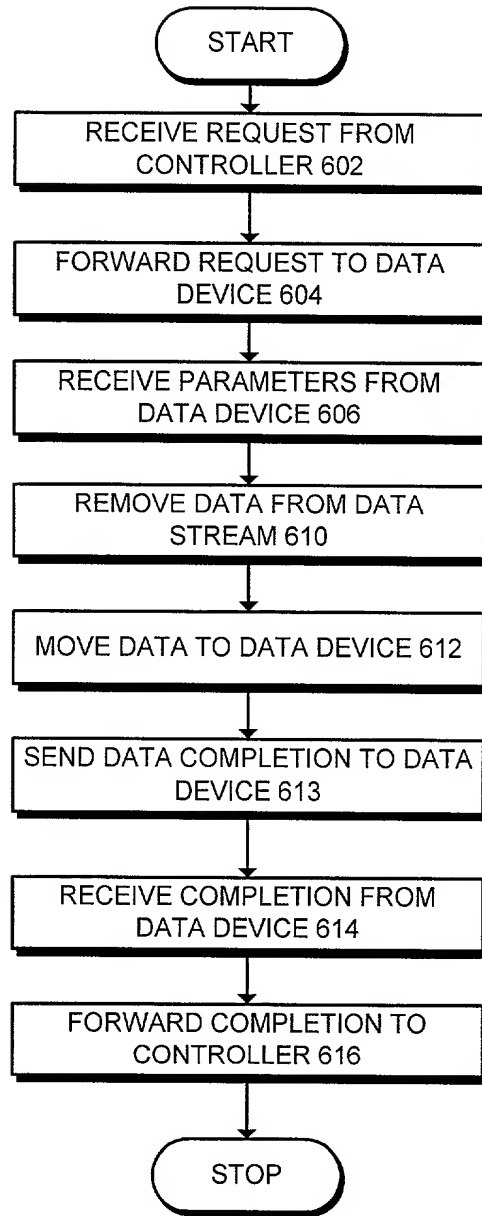 START
RECEIVE REQUEST FROM
CONTROLLER 602
FORWARD REQUEST TO DATA
DEVICE 604
RECEIVE PARAMETERS FROM
DATA DEVICE 606
REMOVE DATA FROM DATA
STREAM 610
MOVE DATA TO DATA DEVICE 612
SEND DATA COMPLETION TO DATA
DEVICE 613
RECEIVE COMPLETION FROM
DATA DEVICE 614
FORWARD COMPLETION TO
CONTROLLER 616
STOP